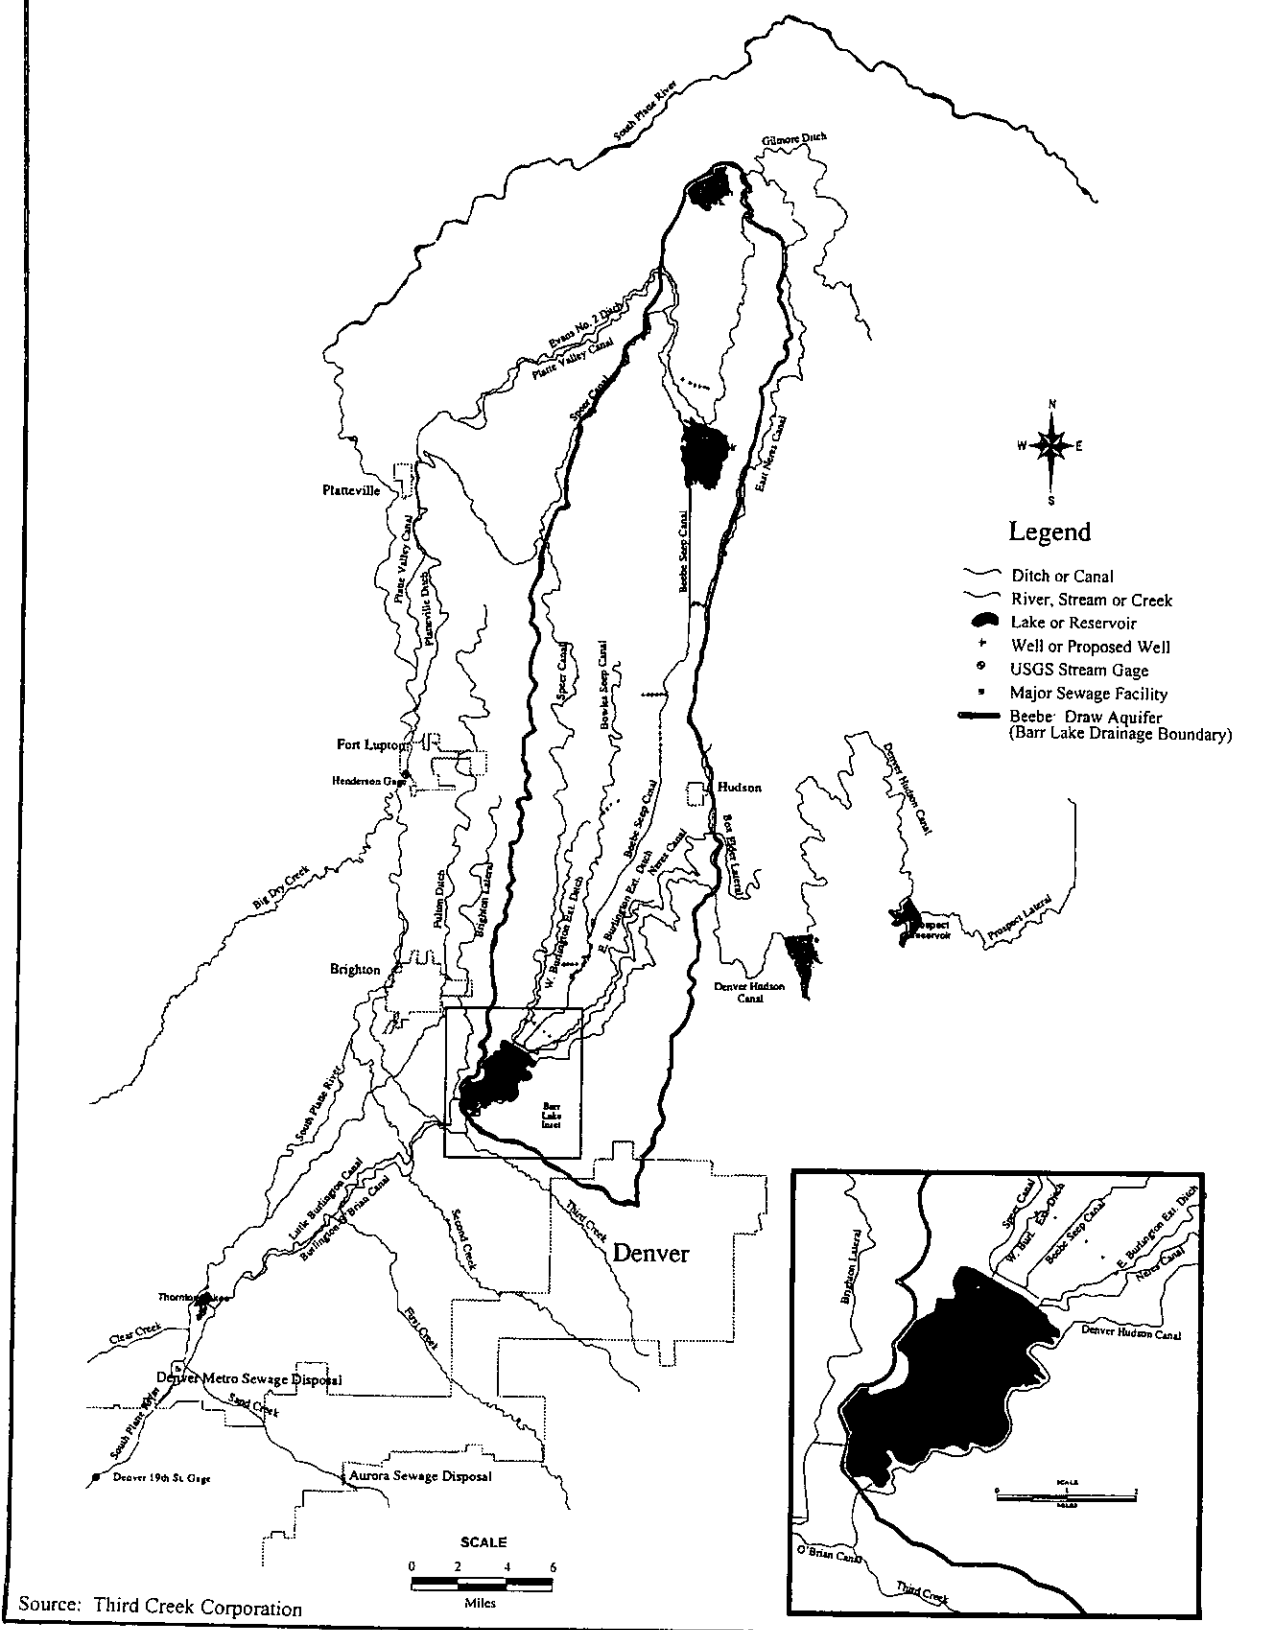 South Platte River
Gilmore Ditch
Evans No. 2 Ditch
Platte Valley Canal
Speer Canal
East Neres Canal
N
W
E
S
Platteville
Platte Valley Canal
Platteville Ditch
Beebe Seep Canal
Legend
Ditch or Canal
River, Stream or Creek
Lake or Reservoir
Well or Proposed Well
USGS Stream Gage
Major Sewage Facility
Beebe Draw Aquifer
(Barr Lake Drainage Boundary)
Speer Canal
Bowles Seep Canal
Fort Lupton
Henderson Gage
Hudson
Denver Hudson Canal
Beebe Seep Canal
Neres Canal
Box Elder Lateral
Big Dry Creek
Fulton Ditch
Brighton Lateral
W. Burlington Ext. Ditch
E. Burlington Ext. Ditch
Prospect
Reservoir
Prospect Lateral
Brighton
Denver Hudson
Canal
South Platte River
Barr
Lake
Inset
Little Burlington Canal
Burlington O'Brian Canal
Second Creek
Third Creek
Denver
Thornton Lakes
Clear Creek
First Creek
Denver Metro Sewage Disposal
Sand Creek
South Platte River
Denver 19th St. Gage
Aurora Sewage Disposal
SCALE
0 2 4 6
Miles
Brighton Lateral
Speer Canal
W. Burl. Ext. Ditch
Beebe Seep Canal
E. Burlington Ext. Ditch
Neres Canal
Denver Hudson Canal
SCALE
0 1 2
MILES
O'Brian Canal
Third Creek
Source: Third Creek Corporation